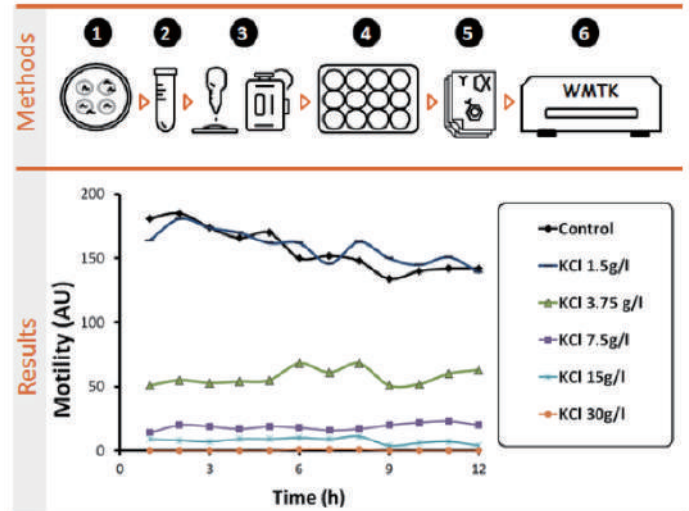 Methods
1 2 3 4 5 6
WMTK
Results
Motility (AU)
200
150
100
50
0
0 3 6 9 12
Time (h)
Control
KCl 1.5g/l
KCl 3.75 g/l
KCl 7.5g/l
KCl 15g/l
KCl 30g/l